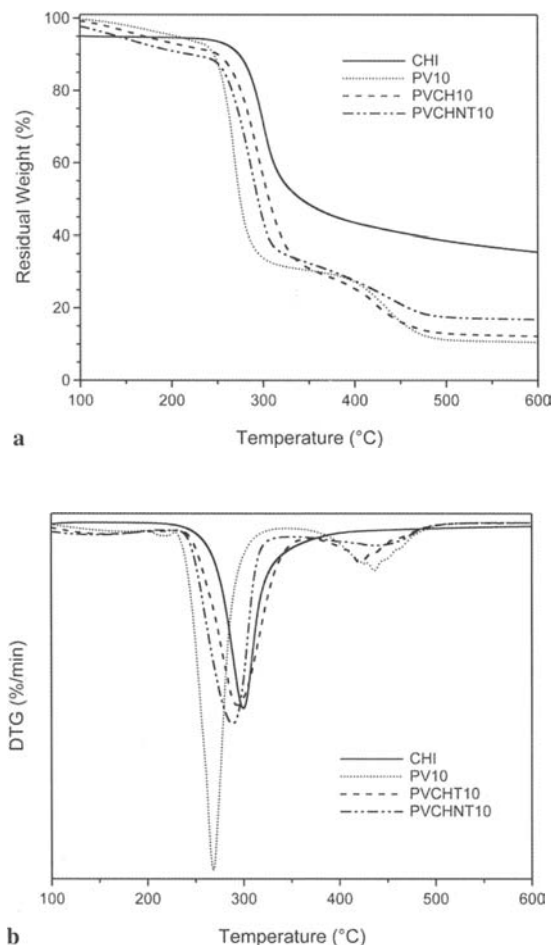 100
80
60
40
20
0
Residual Weight (%)
CHI
PV10
PVCH10
PVCHNT10
100 200 300 400 500 600
a
Temperature (°C)
DTG (%/min)
CHI
PV10
PVCHT10
PVCHNT10
100 200 300 400 500 600
b
Temperature (°C)